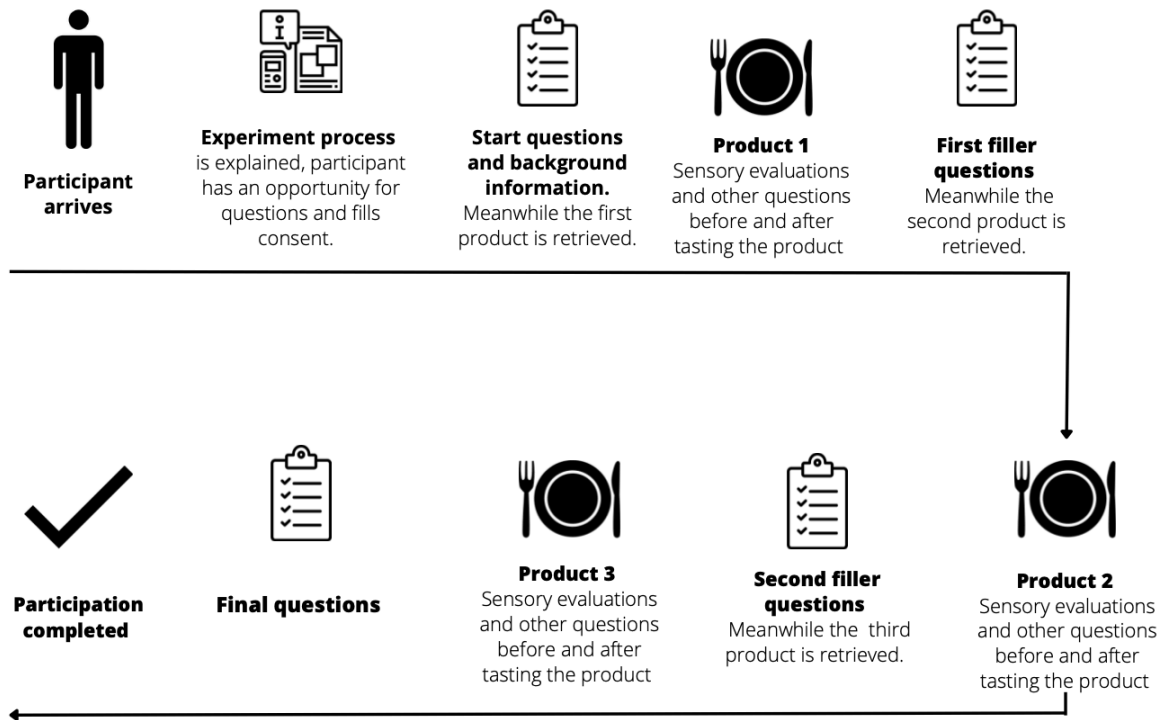 Participant
arrives
Experiment process
is explained, participant
has an opportunity for
questions and fills
consent.
Start questions
and background
information.
Meanwhile the first
product is retrieved.
Product 1
Sensory evaluations
and other questions
before and after
tasting the product
First filler
questions
Meanwhile the
second product is
retrieved.
Product 2
Sensory evaluations
and other questions
before and after
tasting the product
Second filler
questions
Meanwhile the third
product is retrieved.
Product 3
Sensory evaluations
and other questions
before and after
tasting the product
Final questions
Participation
completed